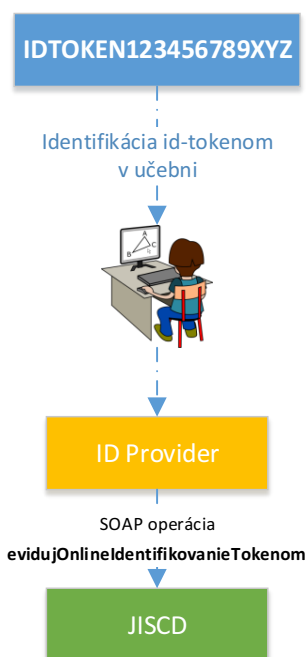 IDTOKEN123456789XYZ
Identifikácia id-tokenom
v učebni
A
B
C
ID Provider
SOAP operácia
evidujOnlineIdentifikovanieTokenom
JISCD